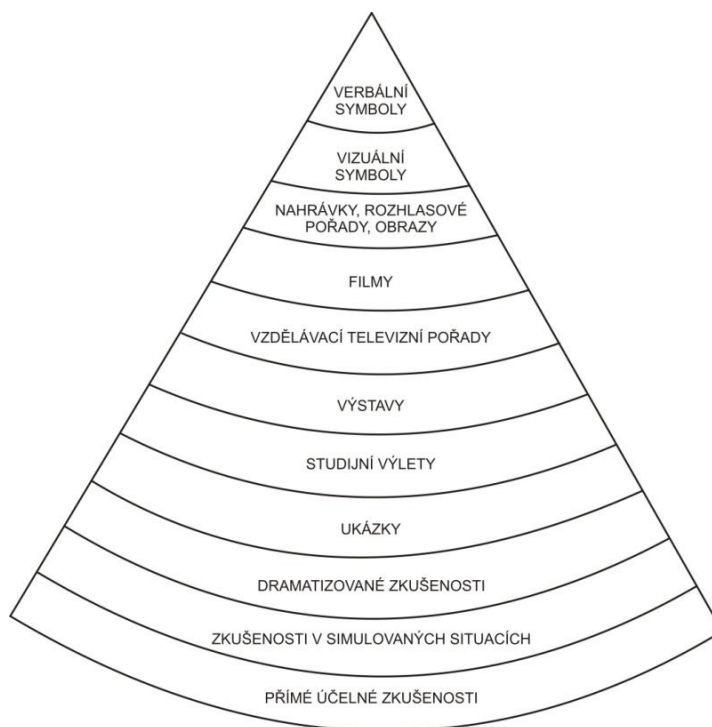 VERBÁLNÍ
SYMBOLY
VIZUÁLNÍ
SYMBOLY
NAHRÁVKY, ROZHLASOVÉ
POŘADY, OBRAZY
FILMY
VZDĚLÁVACÍ TELEVIZNÍ POŘADY
VÝSTAVY
STUDIJNÍ VÝLETY
UKÁZKY
DRAMATIZOVANÉ ZKUŠENOSTI
ZKUŠENOSTI V SIMULOVANÝCH SITUACÍCH
PŘÍMÉ ÚČELNÉ ZKUŠENOSTI